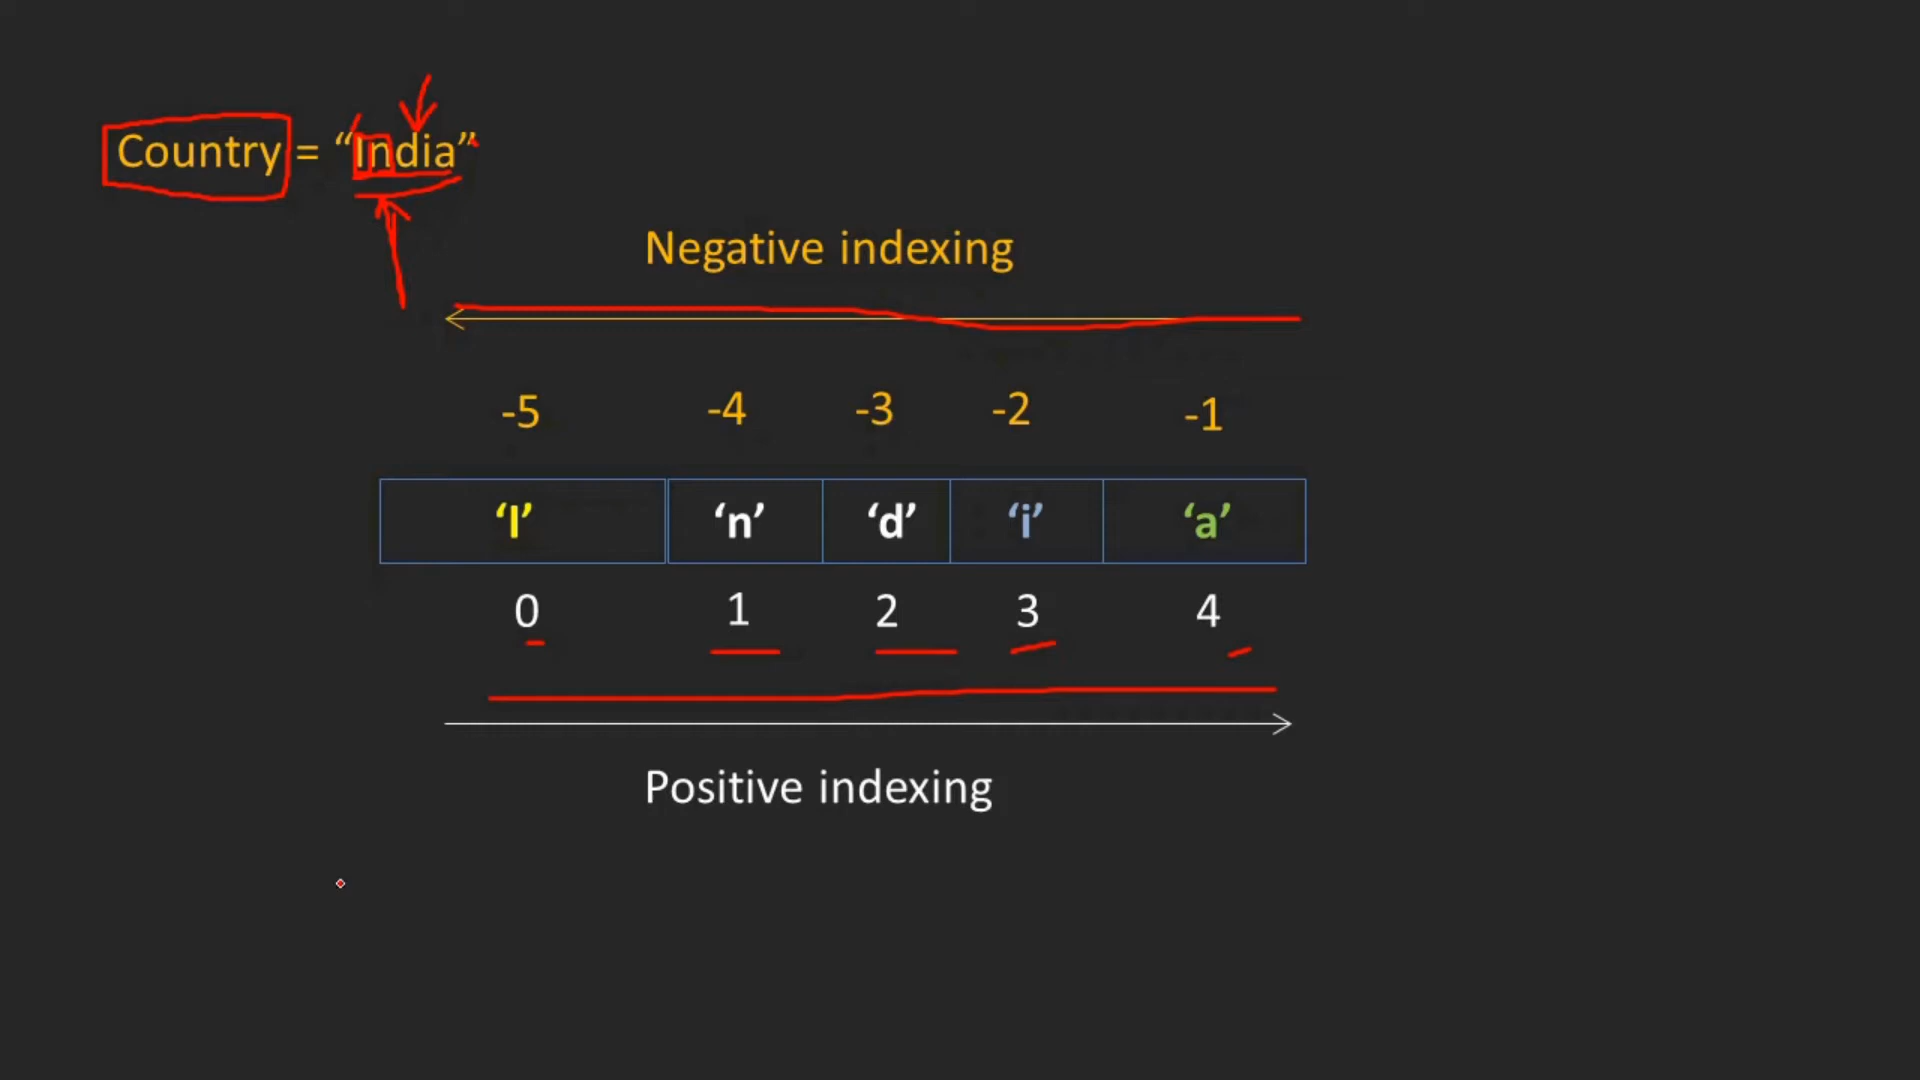 Country = “India”
Negative indexing
-5 -4 -3 -2 -1
‘I’ ‘n’ ‘d’ ‘i’ ‘a’
0 1 2 3 4
Positive indexing